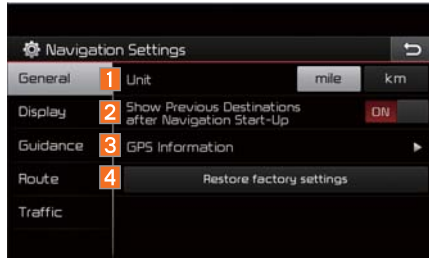 Navigation Settings
General
1 Unit mile km
Display
2 Show Previous Destinations
after Navigation Start-Up ON
Guidance
3 GPS Information
Route
4 Restore factory settings
Traffic